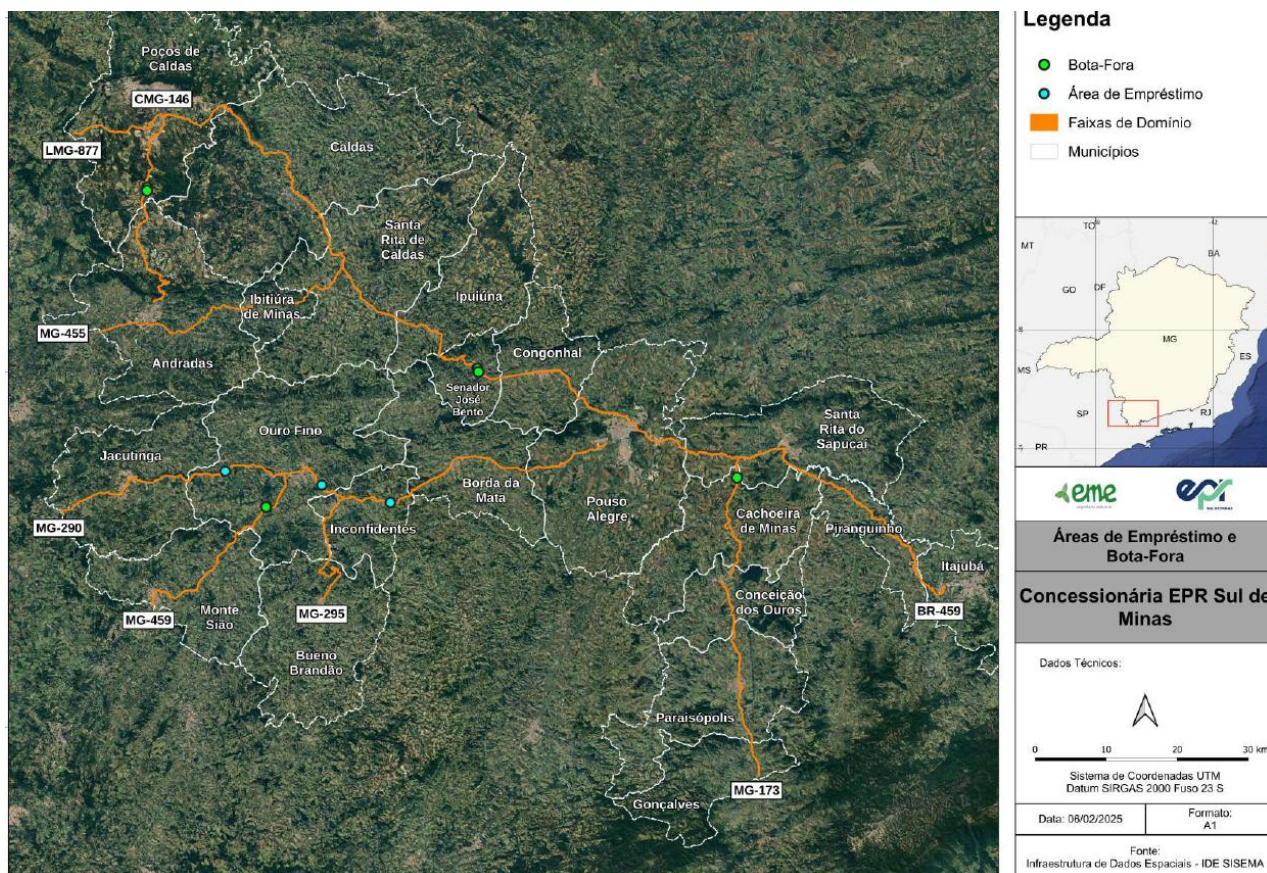 Poços de
Caldas
CMG-146
LMG-877
Caldas
Santa
Rita de
Caldas
Ibitiúra
de Minas
Ipuiúna
MG-455
Andradas
Congonhal
Senador
José
Bento
Ouro Fino
Santa
Rita do
Sapucaí
Jacutinga
Borda da
Mata
Pouso
Alegre
Cachoeira
de Minas
MG-290
Inconfidentes
Piranguinho
Itajubá
Conceição
dos Ouros
BR-459
MG-459
Monte
Sião
MG-295
Bueno
Brandão
Paraisópolis
MG-173
Gonçalves
Legenda
Bota-Fora
Área de Empréstimo
Faixas de Domínio
Municípios
TO
MT
BA
GO
DF
MG
ES
MS
SP
RJ
PR
eme
epr
Áreas de Empréstimo e
Bota-Fora
Concessionária EPR Sul de
Minas
Dados Técnicos:
0 10 20 30 km
Sistema de Coordenadas UTM
Datum SIRGAS 2000 Fuso 23 S
Data: 06/02/2025
Formato:
A1
Fonte:
Infraestrutura de Dados Espaciais - IDE SISEMA